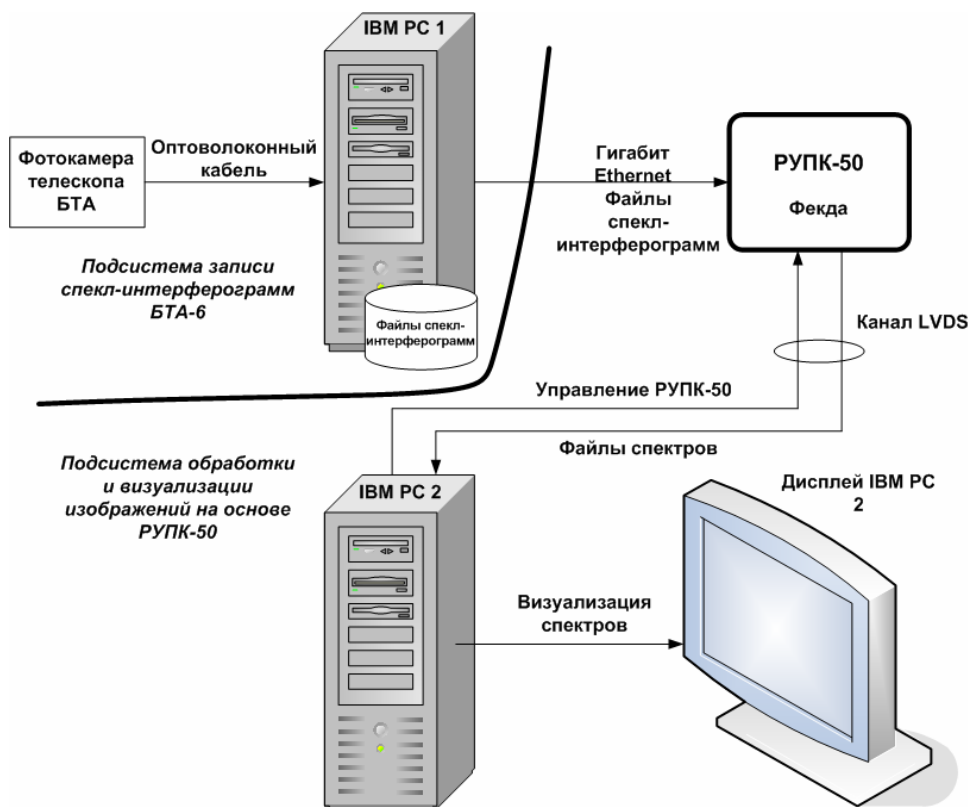 IBM PC 1
Фотокамера
телескопа
БТА
Оптоволоконный
кабель
Гигабит
Ethernet
Файлы
спекл-
интерферограмм
РУПК-50
Фекда
Подсистема записи
спекл-интерферограмм
БТА-6
Файлы спекл-
интерферограмм
Канал LVDS
Управление РУПК-50
Файлы спектров
Подсистема обработки
и визуализации
изображений на основе
РУПК-50
IBM PC 2
Дисплей IBM PC
2
Визуализация
спектров